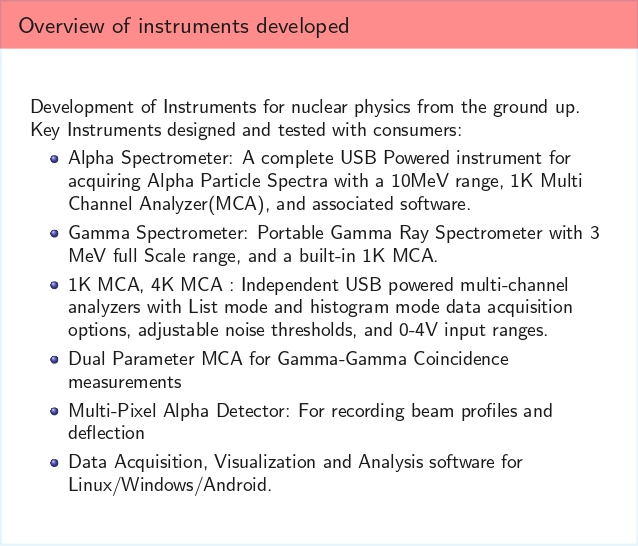 Overview of instruments developed
Development of Instruments for nuclear physics from the ground up.
Key Instruments designed and tested with consumers:
Alpha Spectrometer: A complete USB Powered instrument for
acquiring Alpha Particle Spectra with a 10MeV range, 1K Multi
Channel Analyzer(MCA), and associated software.
Gamma Spectrometer: Portable Gamma Ray Spectrometer with 3
MeV full Scale range, and a built-in 1K MCA.
1K MCA, 4K MCA : Independent USB powered multi-channel
analyzers with List mode and histogram mode data acquisition
options, adjustable noise thresholds, and 0-4V input ranges.
Dual Parameter MCA for Gamma-Gamma Coincidence
measurements
Multi-Pixel Alpha Detector: For recording beam profiles and
deflection
Data Acquisition, Visualization and Analysis software for
Linux/Windows/Android.